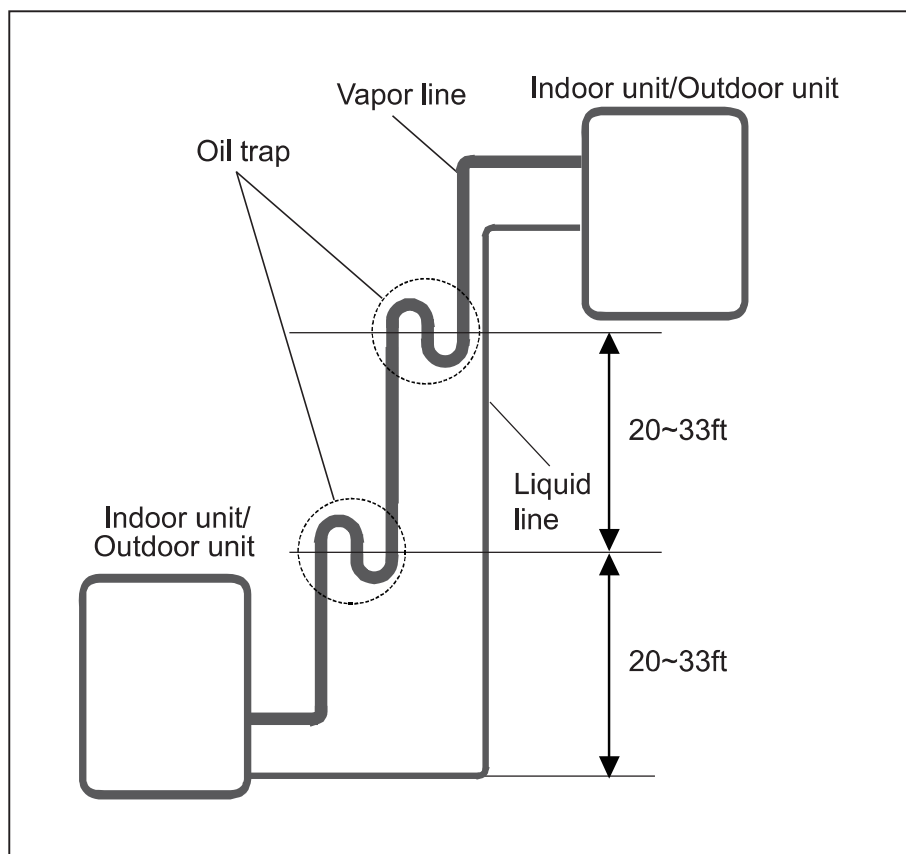 Indoor unit/Outdoor unit
Vapor line
Oil trap
20~33ft
Liquid
line
Indoor unit/
Outdoor unit
20~33ft